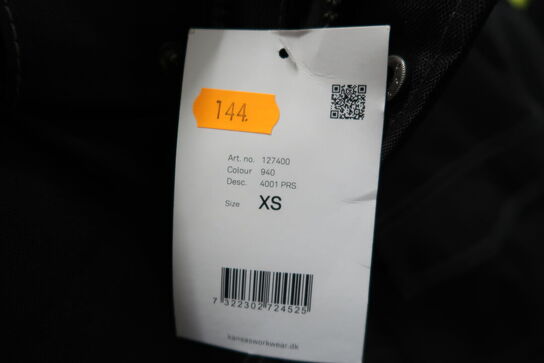 144.
Art. no. 127400
Colour 940
Desc. 4001 PRS
Size XS
7 322302 724525
kansasworkwear.dk